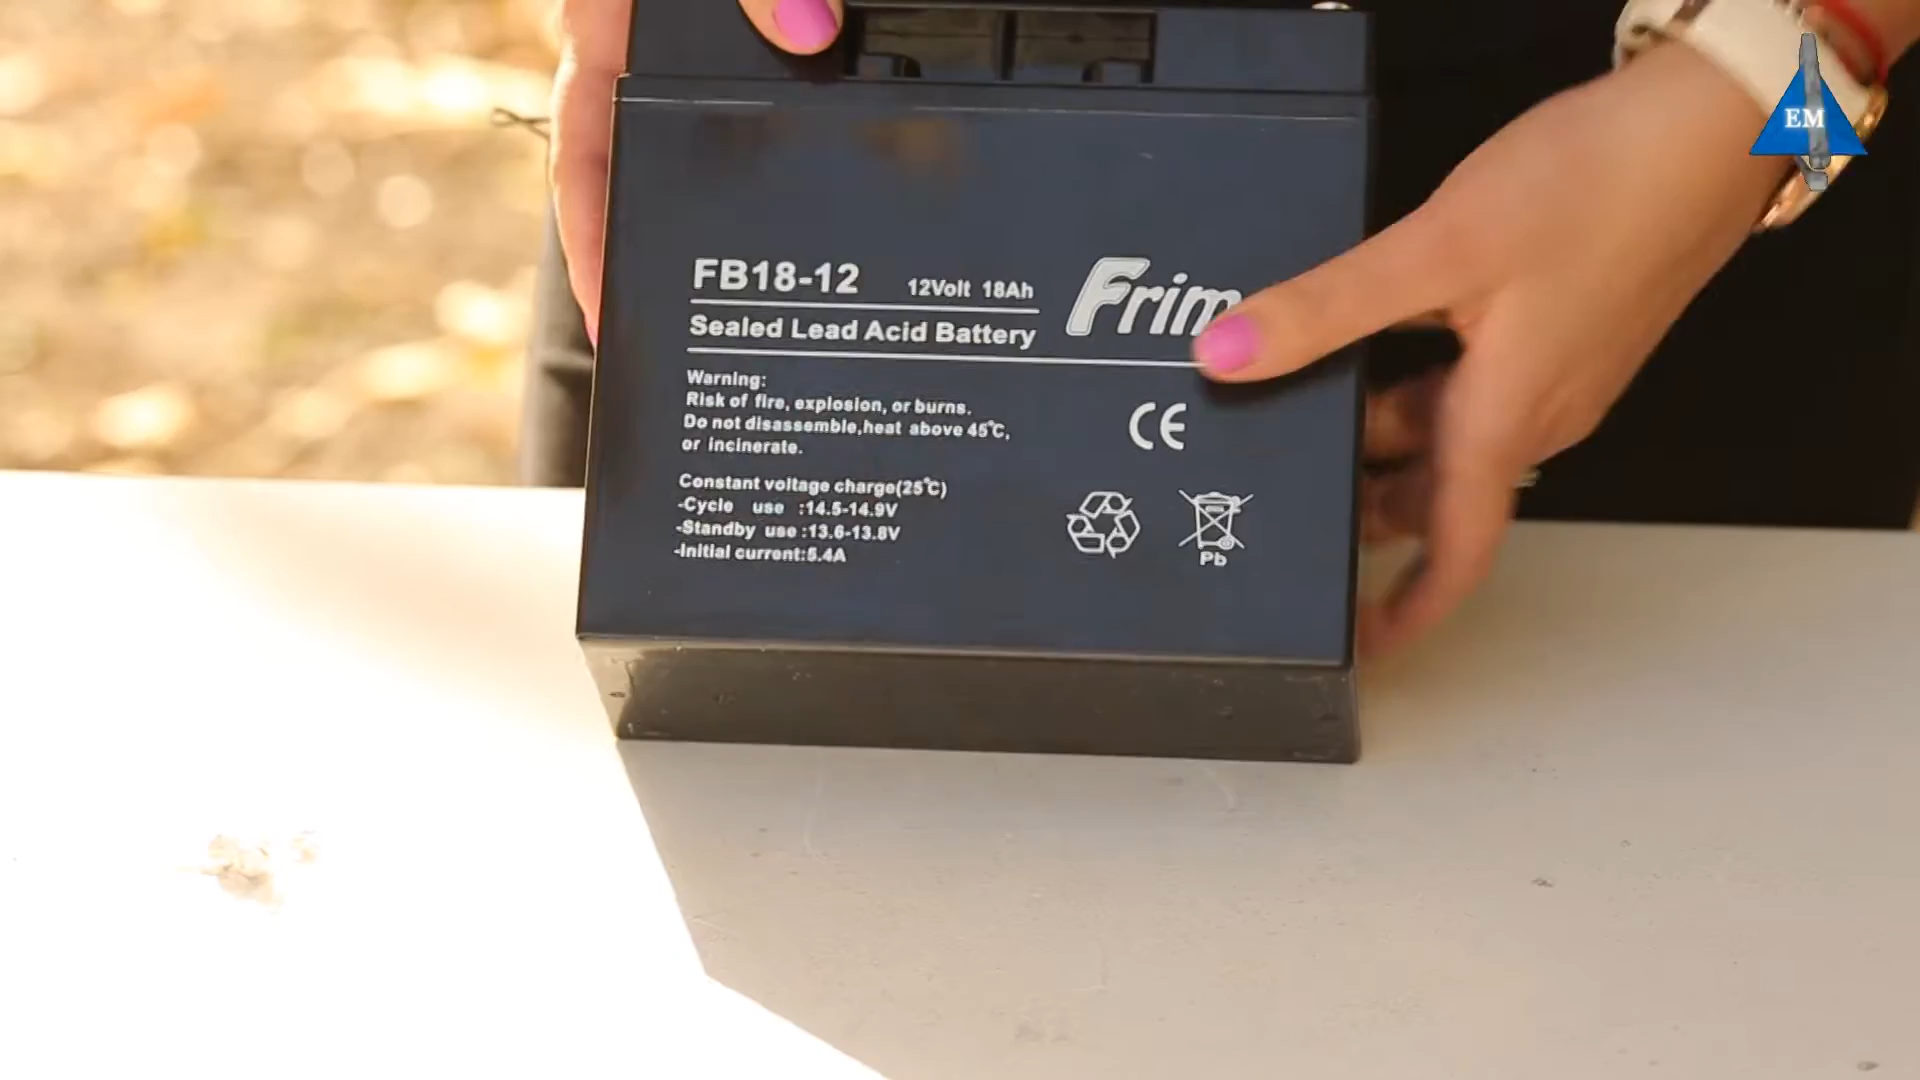 EM
FB18-12 12Volt 18Ah
Sealed Lead Acid Battery
Warning:
Risk of fire, explosion, or burns.
Do not disassemble,heat above 45℃,
or incinerate.
Constant voltage charge(25℃)
-Cycle use :14.5-14.9V
-Standby use :13.6-13.8V
-Initial current:5.4A
CE
Pb